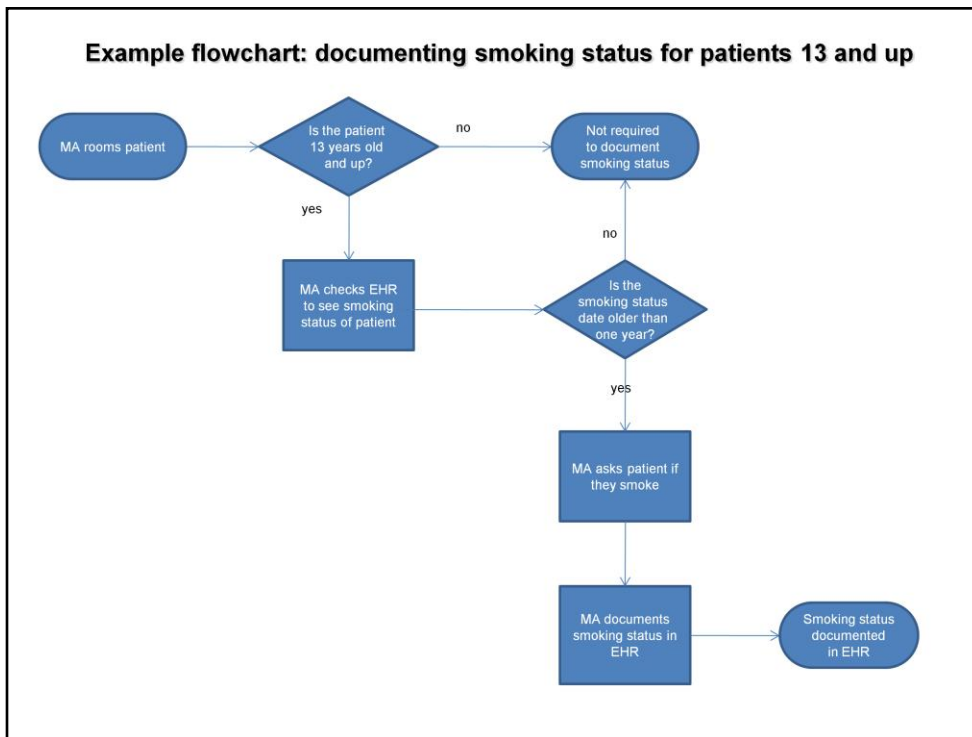 Example flowchart: documenting smoking status for patients 13 and up
MA rooms patient
Is the patient
13 years old
and up?
no
Not required
to document
smoking status
yes
no
MA checks EHR
to see smoking
status of patient
Is the
smoking status
date older than
one year?
yes
MA asks patient if
they smoke
MA documents
smoking status in
EHR
Smoking status
documented
in EHR